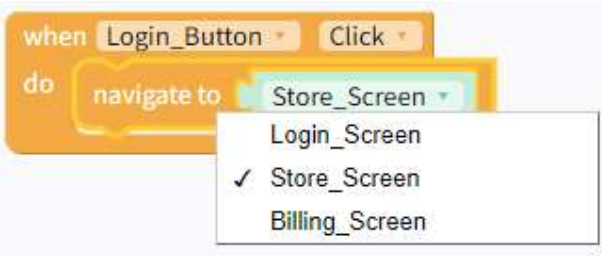 when Login_Button Click
do navigate to Store_Screen
Login_Screen
✓ Store_Screen
Billing_Screen